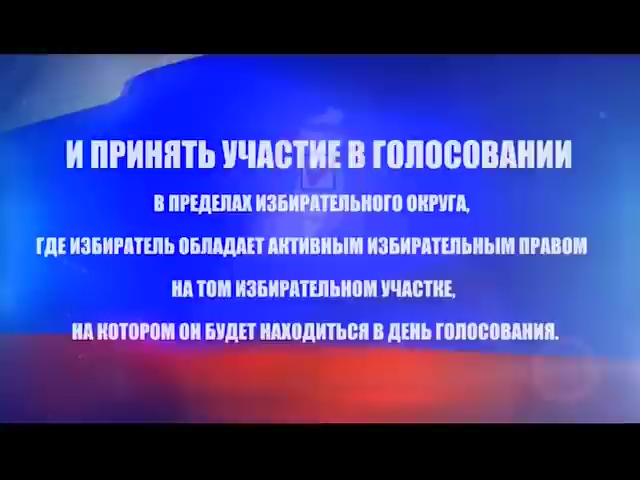 И ПРИНЯТЬ УЧАСТИЕ В ГОЛОСОВАНИИ
В ПРЕДЕЛАХ ИЗБИРАТЕЛЬНОГО ОКРУГА,
ГДЕ ИЗБИРАТЕЛЬ ОБЛАДАЕТ АКТИВНЫМ ИЗБИРАТЕЛЬНЫМ ПРАВОМ
НА ТОМ ИЗБИРАТЕЛЬНОМ УЧАСТКЕ,
НА КОТОРОМ ОН БУДЕТ НАХОДИТЬСЯ В ДЕНЬ ГОЛОСОВАНИЯ.